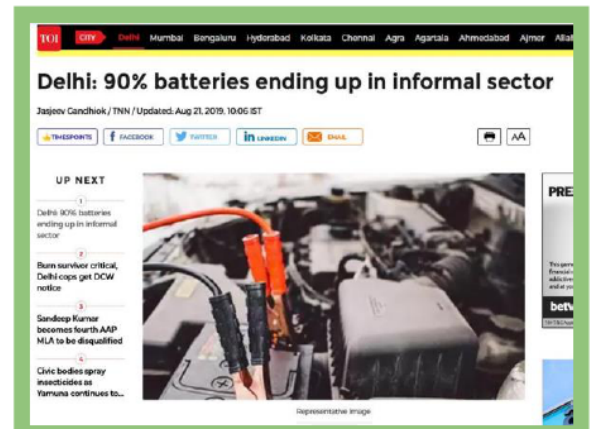 TOI CITY Delhi Mumbai Bengaluru Hyderabad Kolkata Chennai Agra Agartala Ahmedabad Ajmer Allah
Delhi: 90% batteries ending up in informal sector
Jasjeev Gandhiok / TNN / Updated: Aug 21, 2019, 10:06 IST
TIMESPOINTS FACEBOOK TWITTER LINKEDIN EMAIL AA
UP NEXT
1
Delhi: 90% batteries
ending up in informal
sector
2
Burn survivor critical,
Delhi cops get DCW
notice
3
Sandeep Kumar
becomes fourth AAP
MLA to be disqualified
4
Civic bodies spray
insecticides as
Yamuna continues to...
Representative image
PRE
betw